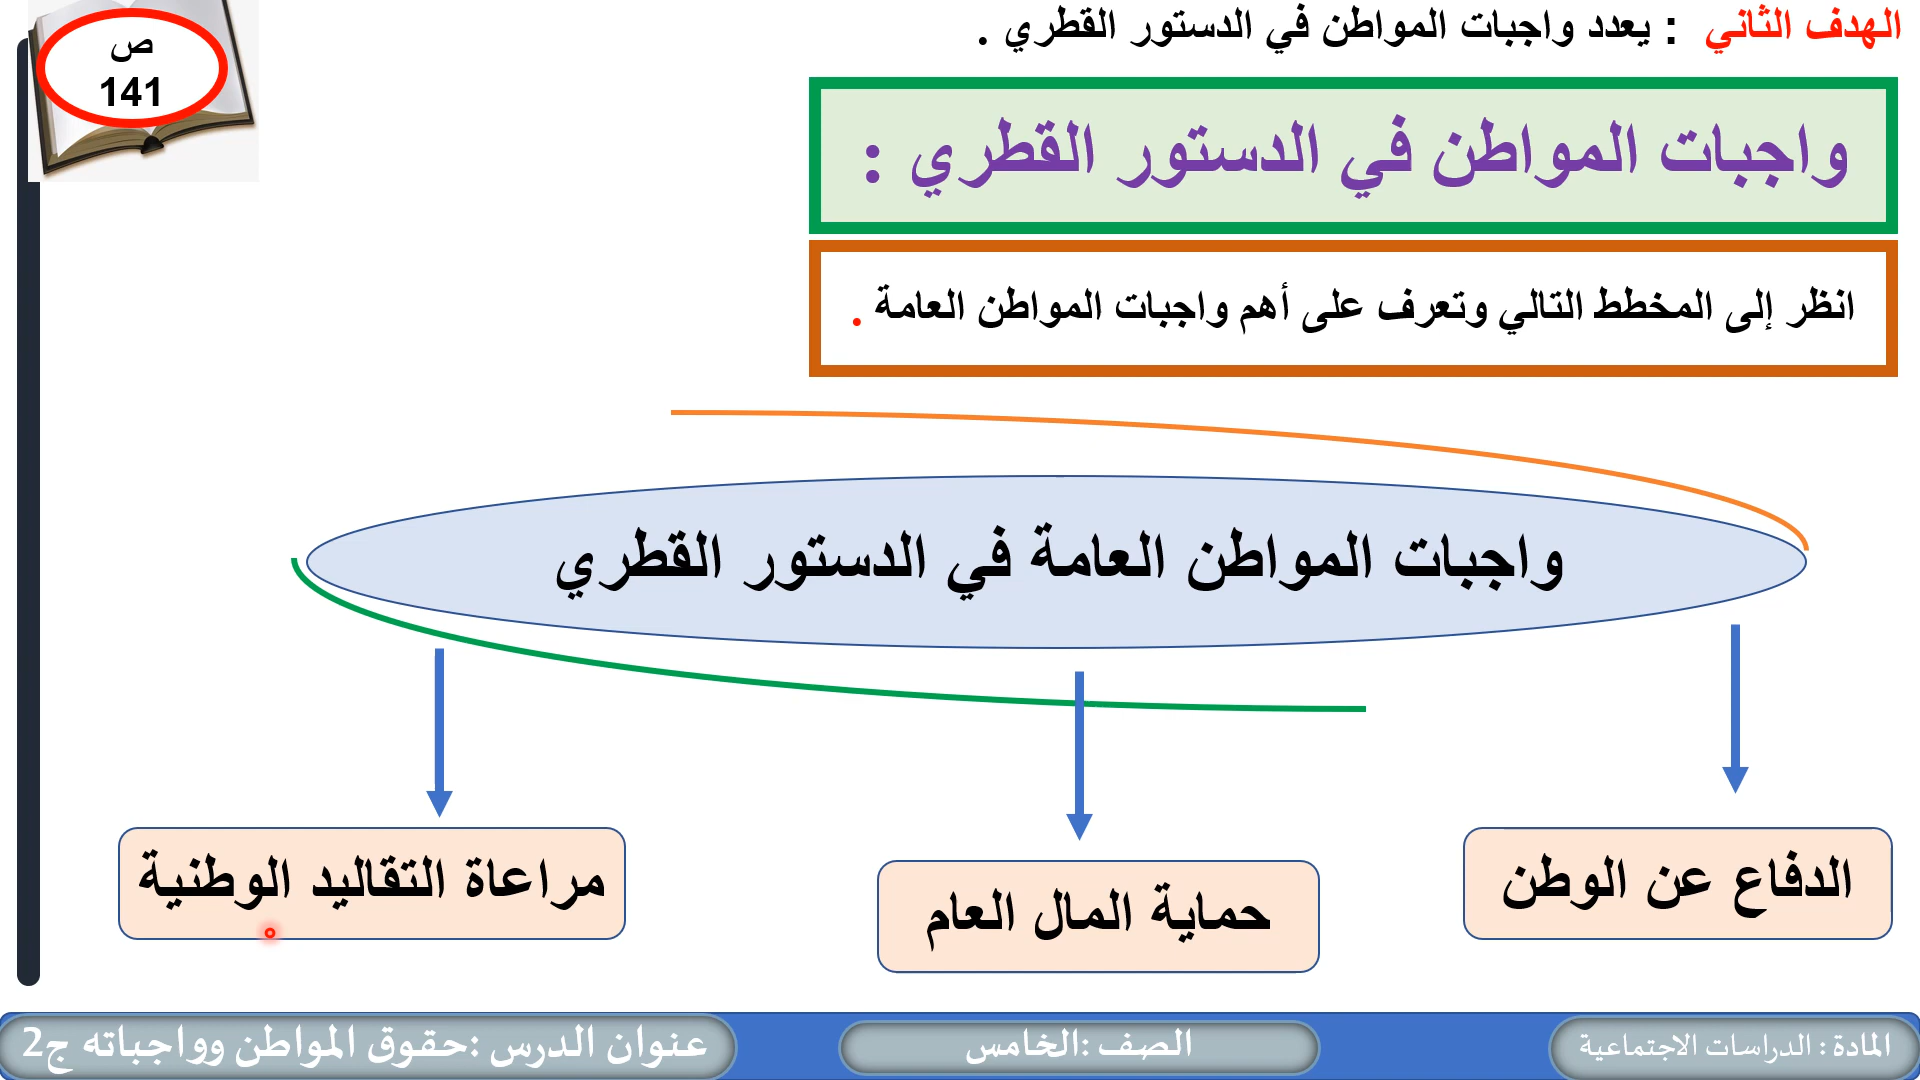 الهدف الثاني : يعدد واجبات المواطن في الدستور القطري .
ص
141
واجبات المواطن في الدستور القطري :
انظر إلى المخطط التالي وتعرف على أهم واجبات المواطن العامة .
واجبات المواطن العامة في الدستور القطري
الدفاع عن الوطن
حماية المال العام
مراعاة التقاليد الوطنية
المادة : الدراسات الاجتماعية
الصف :الخامس
عنوان الدرس :حقوق المواطن وواجباته ج2